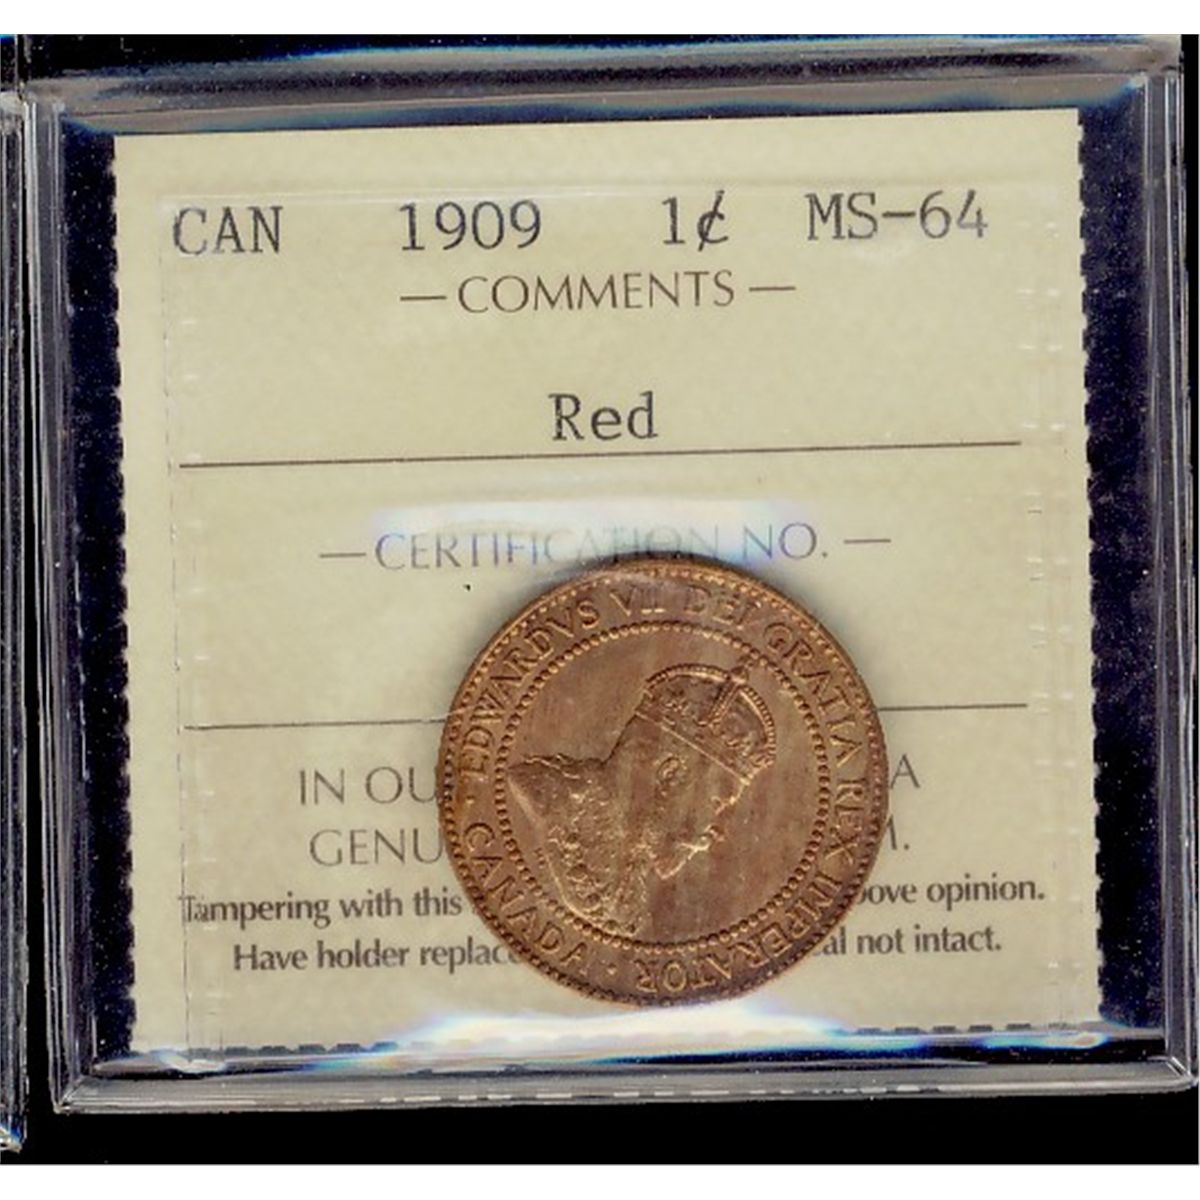 CAN 1909 1¢ MS-64
— COMMENTS —
Red
— CERTIFICATION NO. —
EDWARDVS VII DEI GRATIA REX IMPERATOR · CANADA ·
IN OU A
GENU M.
Tampering with this ove opinion.
Have holder replac al not intact.